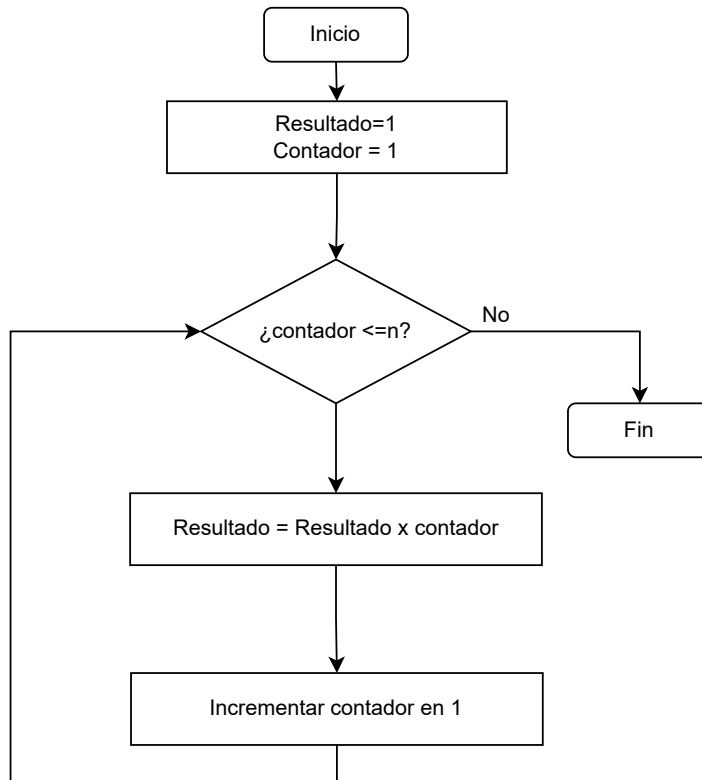 Inicio
Resultado=1
Contador = 1
¿contador <=n?
No
Fin
Resultado = Resultado x contador
Incrementar contador en 1